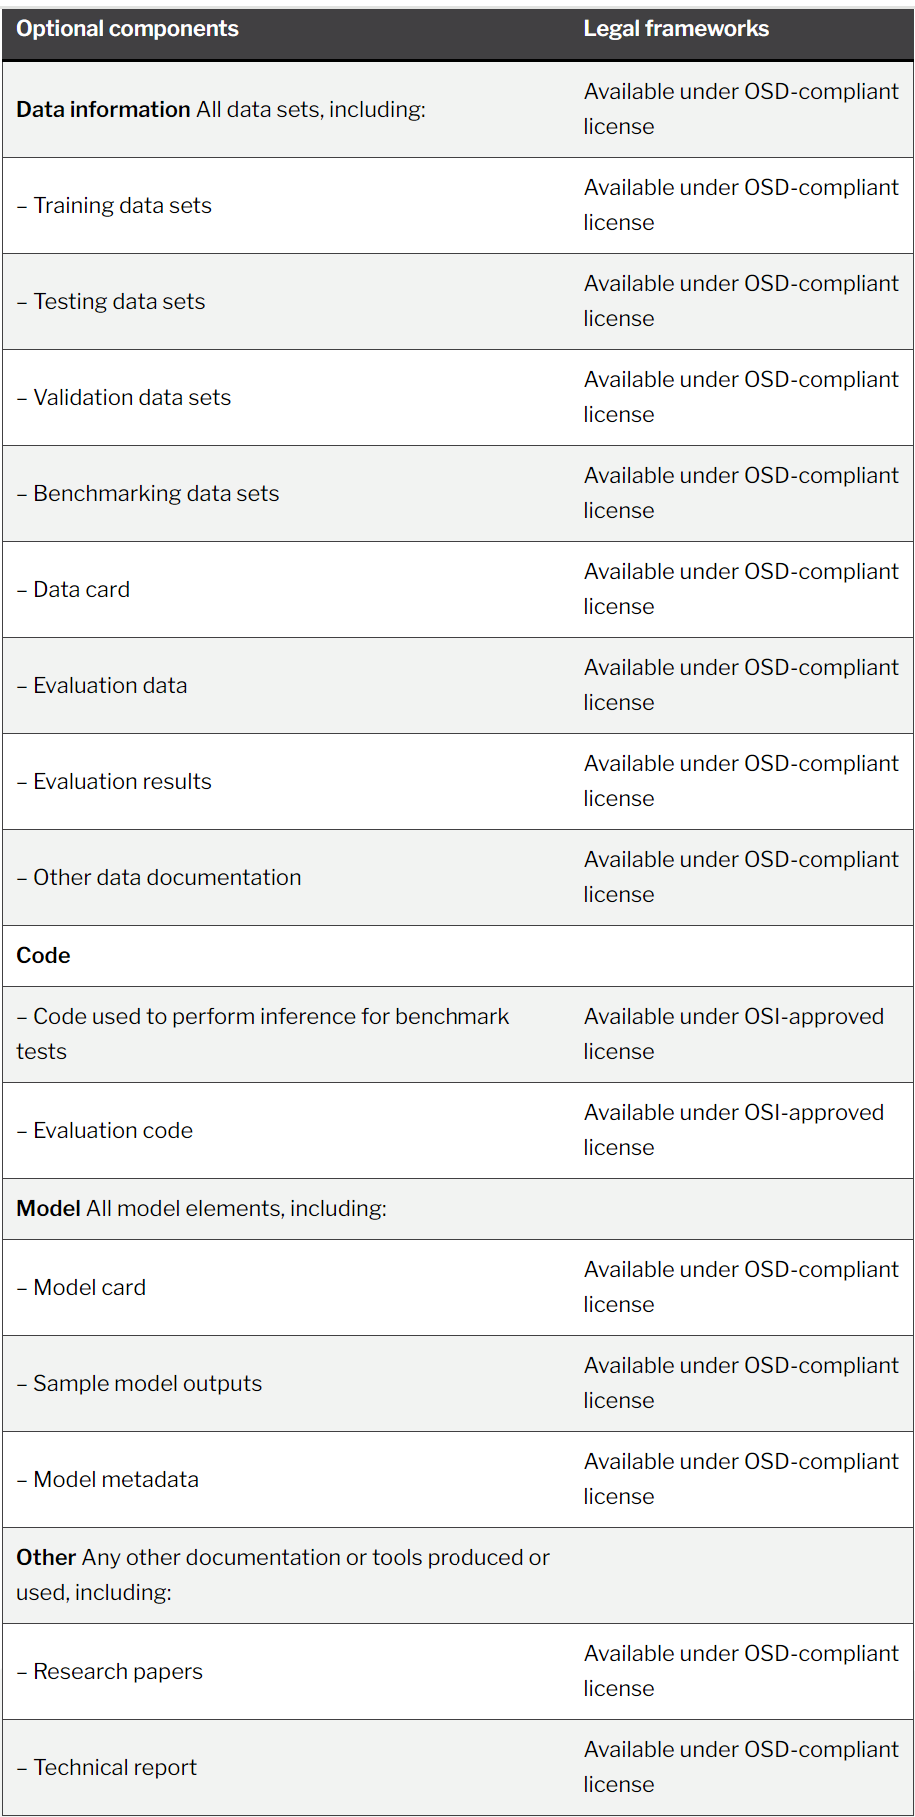 Optional components
Legal frameworks
Data information All data sets, including:
Available under OSD-compliant
license
– Training data sets
Available under OSD-compliant
license
– Testing data sets
Available under OSD-compliant
license
– Validation data sets
Available under OSD-compliant
license
– Benchmarking data sets
Available under OSD-compliant
license
– Data card
Available under OSD-compliant
license
– Evaluation data
Available under OSD-compliant
license
– Evaluation results
Available under OSD-compliant
license
– Other data documentation
Available under OSD-compliant
license
Code
– Code used to perform inference for benchmark
tests
Available under OSI-approved
license
– Evaluation code
Available under OSI-approved
license
Model All model elements, including:
– Model card
Available under OSD-compliant
license
– Sample model outputs
Available under OSD-compliant
license
– Model metadata
Available under OSD-compliant
license
Other Any other documentation or tools produced or
used, including:
– Research papers
Available under OSD-compliant
license
– Technical report
Available under OSD-compliant
license